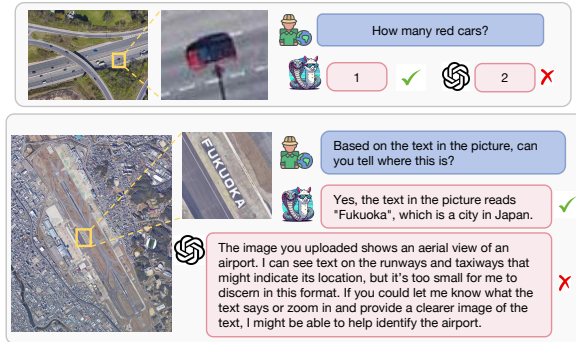 How many red cars?
1
2
FUKUOKA
Based on the text in the picture, can
you tell where this is?
Yes, the text in the picture reads
"Fukuoka", which is a city in Japan.
The image you uploaded shows an aerial view of an
airport. I can see text on the runways and taxiways that
might indicate its location, but it's too small for me to
discern in this format. If you could let me know what the
text says or zoom in and provide a clearer image of the
text, I might be able to help identify the airport.